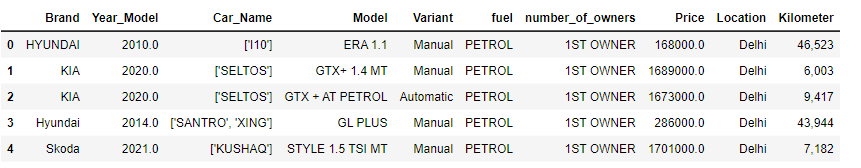 Brand Year_Model Car_Name Model Variant fuel number_of_owners Price Location Kilometer
0 HYUNDAI 2010.0 ['I10'] ERA 1.1 Manual PETROL 1ST OWNER 168000.0 Delhi 46,523
1 KIA 2020.0 ['SELTOS'] GTX+ 1.4 MT Manual PETROL 1ST OWNER 1689000.0 Delhi 6,003
2 KIA 2020.0 ['SELTOS'] GTX + AT PETROL Automatic PETROL 1ST OWNER 1673000.0 Delhi 9,417
3 Hyundai 2014.0 ['SANTRO', 'XING'] GL PLUS Manual PETROL 1ST OWNER 286000.0 Delhi 43,944
4 Skoda 2021.0 ['KUSHAQ'] STYLE 1.5 TSI MT Manual PETROL 1ST OWNER 1701000.0 Delhi 7,182